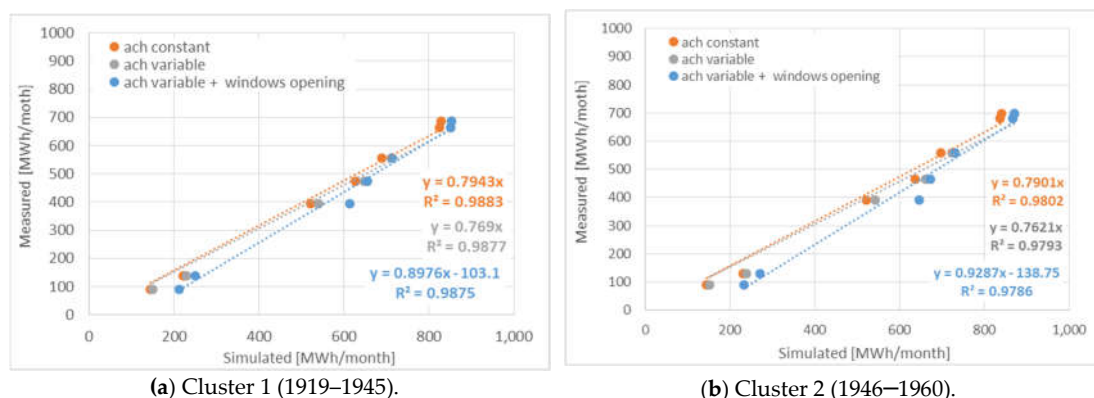 1000
900
800
700
600
500
400
300
200
100
0
Measured [MWh/moth]
ach constant
ach variable
ach variable + windows opening
y = 0.7943x
R² = 0.9883
y = 0.769x
R² = 0.9877
y = 0.8976x - 103.1
R² = 0.9875
0 200 400 600 800 1,000
Simulated [MWh/month]
(a) Cluster 1 (1919–1945).
1000
900
800
700
600
500
400
300
200
100
0
Measured [MWh/moth]
ach constant
ach variable
ach variable + windows opening
y = 0.7901x
R² = 0.9802
y = 0.7621x
R² = 0.9793
y = 0.9287x - 138.75
R² = 0.9786
0 200 400 600 800 1,000
Simulated [MWh/month]
(b) Cluster 2 (1946–1960).